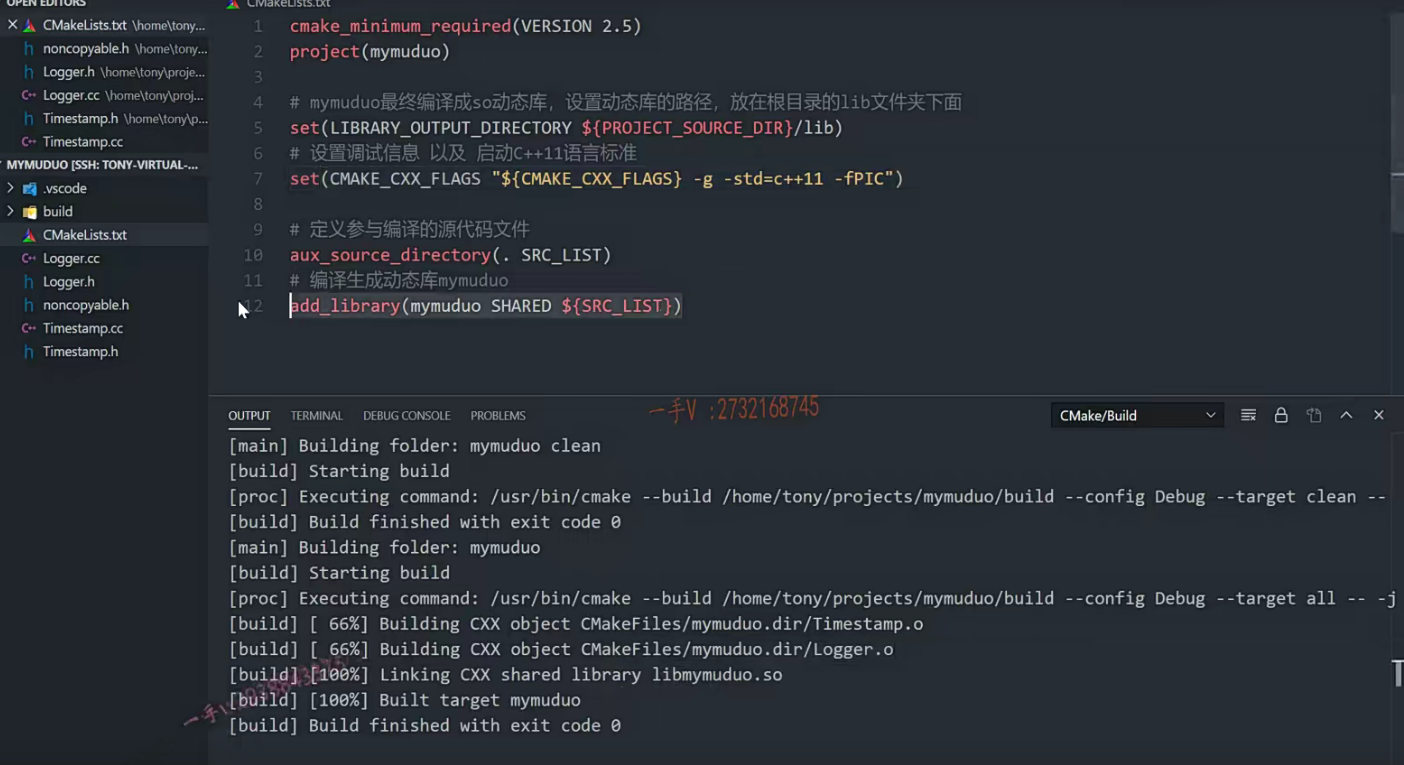 OPEN EDITORS
CMakeLists.txt \home\tony...
noncopyable.h \home\tony...
Logger.h \home\tony\proje...
Logger.cc \home\tony\proj...
Timestamp.h \home\tony\p...
Timestamp.cc
MYMUDUO [SSH: TONY-VIRTUAL-...
.vscode
build
CMakeLists.txt
Logger.cc
Logger.h
noncopyable.h
Timestamp.cc
Timestamp.h
CMakeLists.txt
1 cmake_minimum_required(VERSION 2.5)
2 project(mymuduo)
3
4 # mymuduo最终编译成so动态库，设置动态库的路径，放在根目录的lib文件夹下面
5 set(LIBRARY_OUTPUT_DIRECTORY ${PROJECT_SOURCE_DIR}/lib)
6 # 设置调试信息 以及 启动C++11语言标准
7 set(CMAKE_CXX_FLAGS "${CMAKE_CXX_FLAGS} -g -std=c++11 -fPIC")
8
9 # 定义参与编译的源代码文件
10 aux_source_directory(. SRC_LIST)
11 # 编译生成动态库mymuduo
12 add_library(mymuduo SHARED ${SRC_LIST})
OUTPUT TERMINAL DEBUG CONSOLE PROBLEMS
一手V :2732168745
CMake/Build
[main] Building folder: mymuduo clean
[build] Starting build
[proc] Executing command: /usr/bin/cmake --build /home/tony/projects/mymuduo/build --config Debug --target clean --
[build] Build finished with exit code 0
[main] Building folder: mymuduo
[build] Starting build
[proc] Executing command: /usr/bin/cmake --build /home/tony/projects/mymuduo/build --config Debug --target all -- -j
[build] [ 66%] Building CXX object CMakeFiles/mymuduo.dir/Timestamp.o
[build] [ 66%] Building CXX object CMakeFiles/mymuduo.dir/Logger.o
[build] [100%] Linking CXX shared library libmymuduo.so
[build] [100%] Built target mymuduo
[build] Build finished with exit code 0